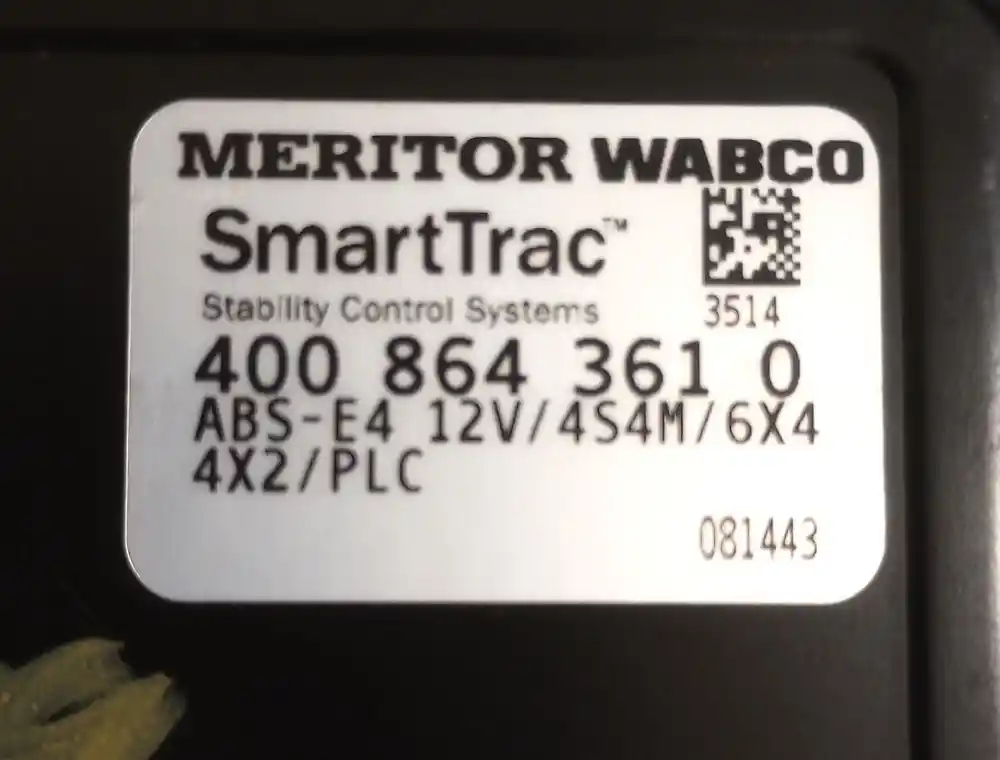 MERITOR WABCO
SmartTrac™
Stability Control Systems
3514
400 864 361 0
ABS-E4 12V/4S4M/6X4
4X2/PLC
081443